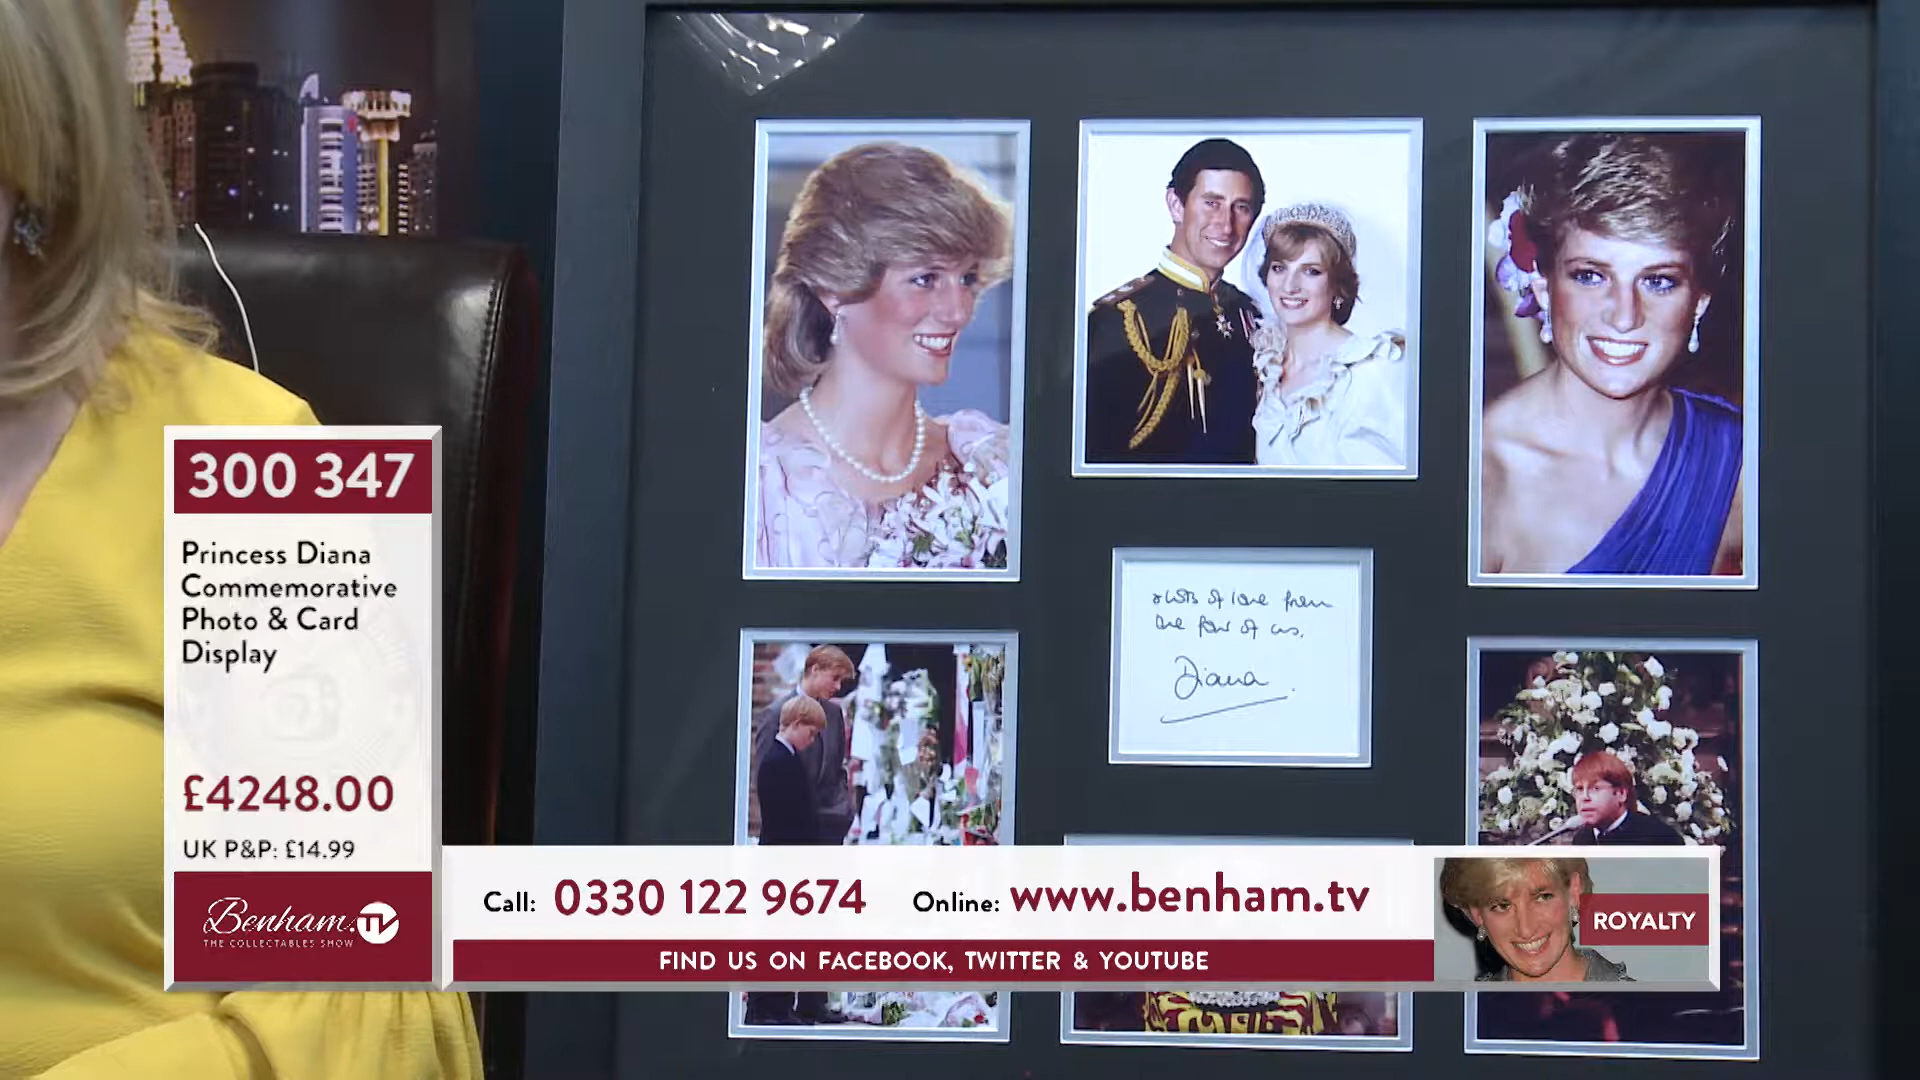 300 347
Princess Diana
Commemorative
Photo & Card
Display
£4248.00
UK P&P: £14.99
Benham.TV
THE COLLECTABLES SHOW
& lots of love from
the four of us.
Diana
Call: 0330 122 9674 Online: www.benham.tv
FIND US ON FACEBOOK, TWITTER & YOUTUBE
ROYALTY